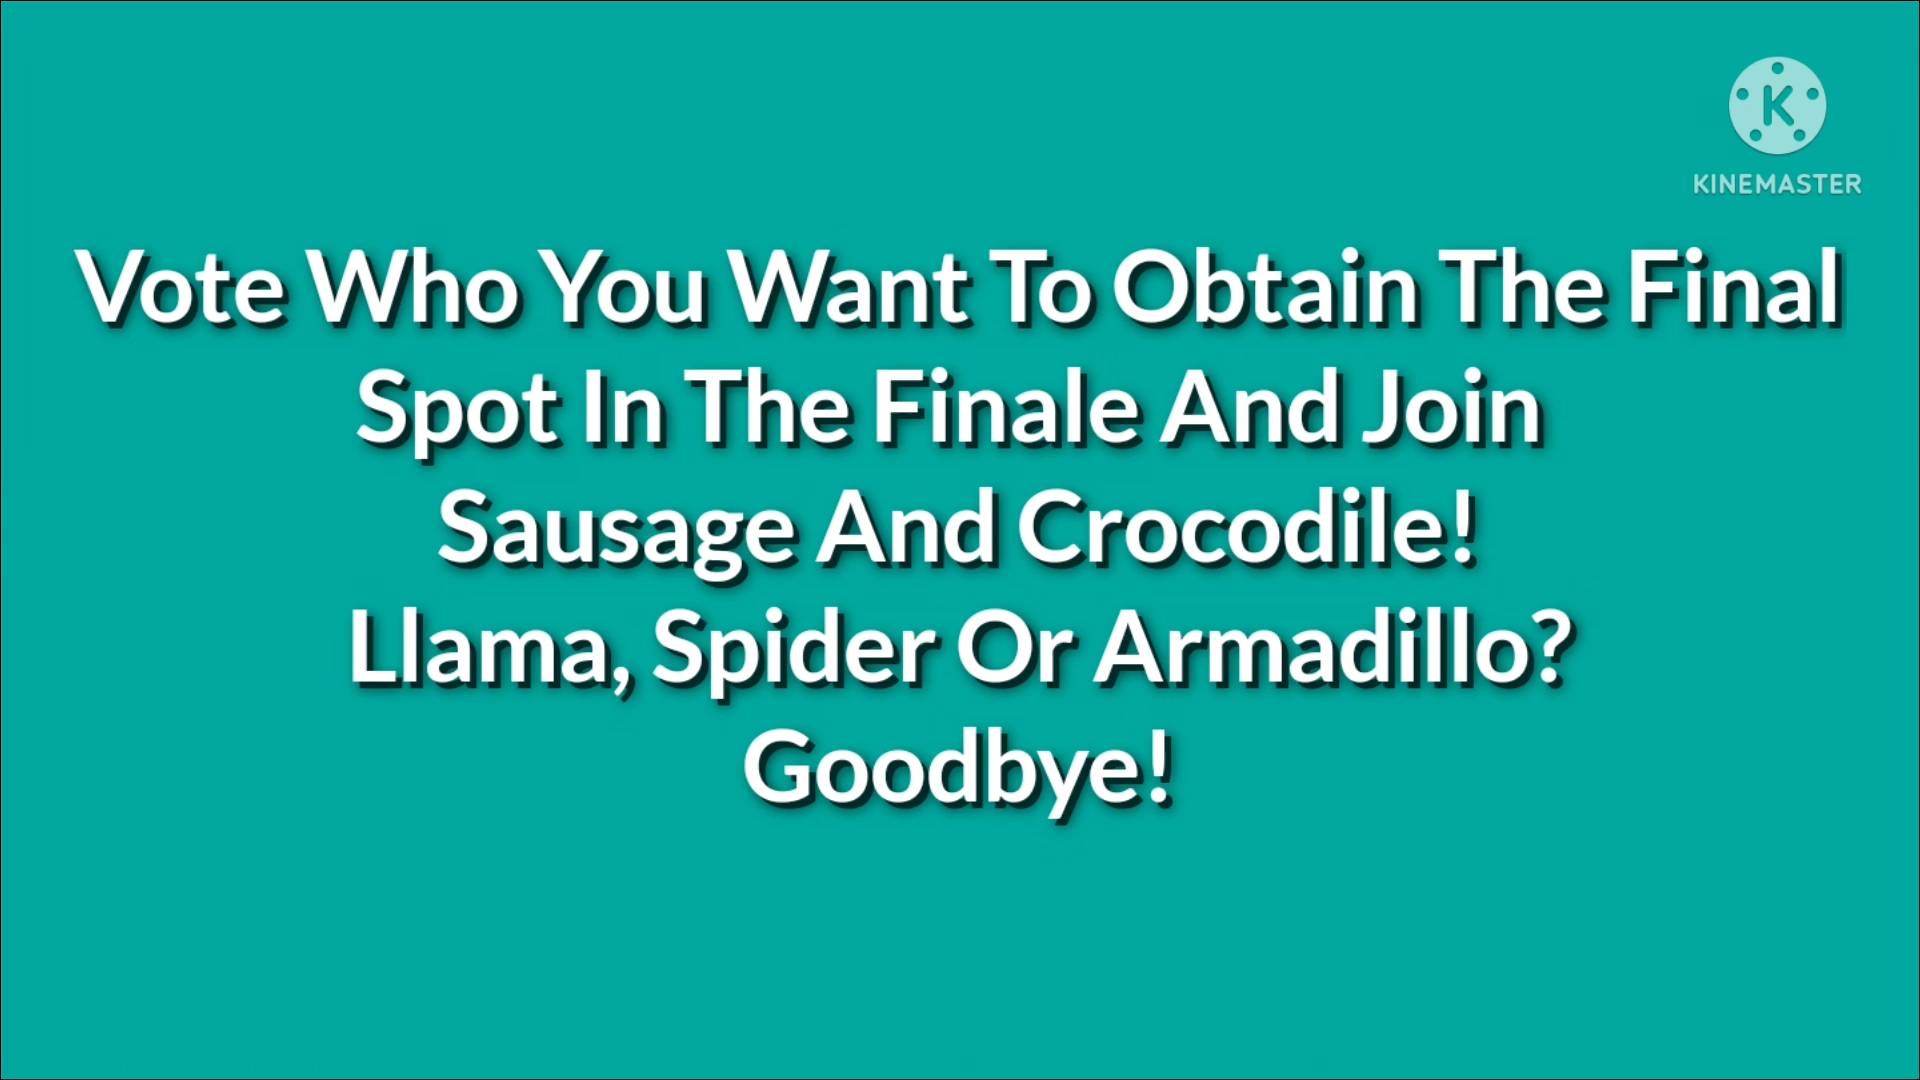 KINEMASTER
Vote Who You Want To Obtain The Final
Spot In The Finale And Join
Sausage And Crocodile!
Llama, Spider Or Armadillo?
Goodbye!